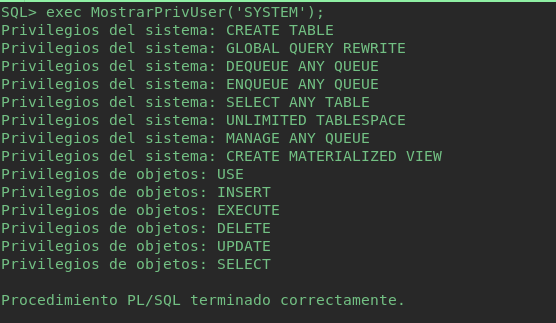 SQL> exec MostrarPrivUser('SYSTEM');
Privilegios del sistema: CREATE TABLE
Privilegios del sistema: GLOBAL QUERY REWRITE
Privilegios del sistema: DEQUEUE ANY QUEUE
Privilegios del sistema: ENQUEUE ANY QUEUE
Privilegios del sistema: SELECT ANY TABLE
Privilegios del sistema: UNLIMITED TABLESPACE
Privilegios del sistema: MANAGE ANY QUEUE
Privilegios del sistema: CREATE MATERIALIZED VIEW
Privilegios de objetos: USE
Privilegios de objetos: INSERT
Privilegios de objetos: EXECUTE
Privilegios de objetos: DELETE
Privilegios de objetos: UPDATE
Privilegios de objetos: SELECT
Procedimiento PL/SQL terminado correctamente.